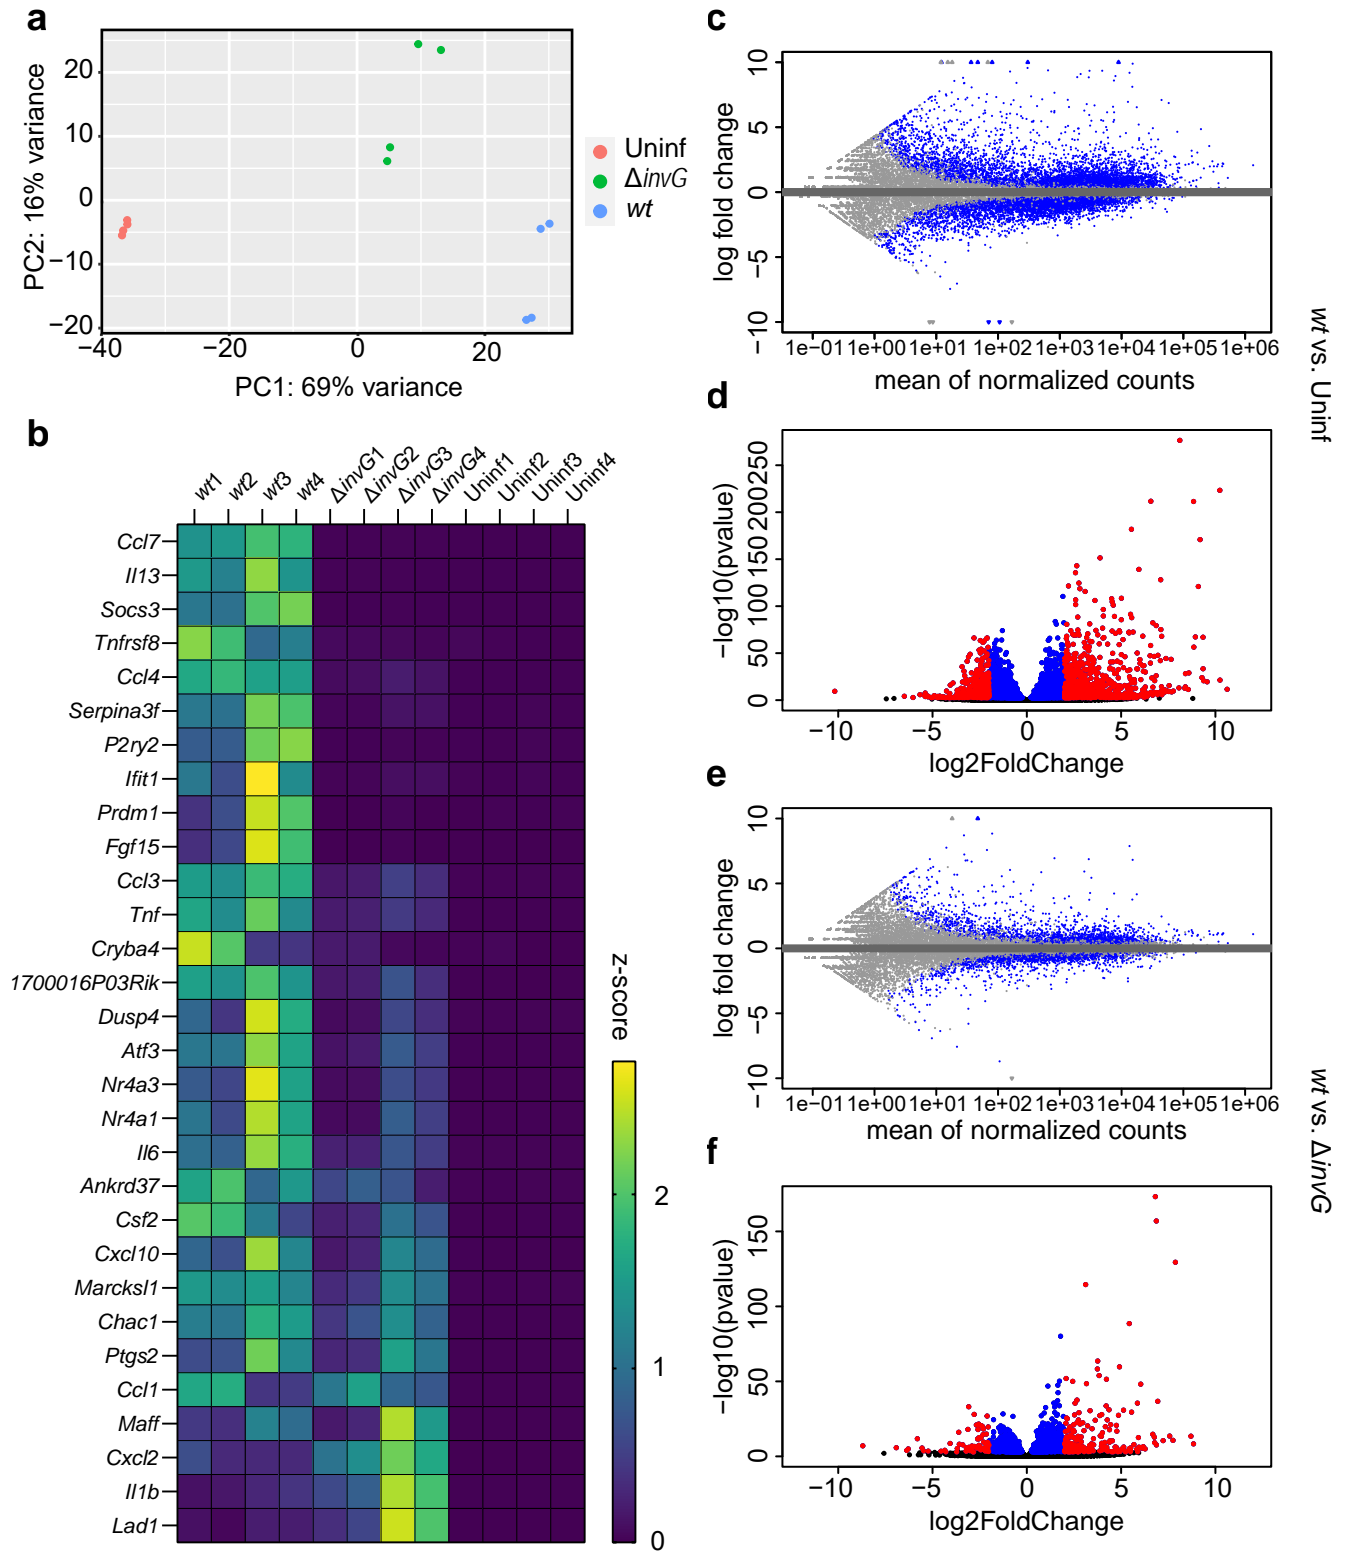 a
PC2: 16% variance
20
10
0
−10
−20
−40
−20
0
20
PC1: 69% variance
Uninf
ΔinvG
wt
b
wt1
wt2
wt3
wt4
ΔinvG1
ΔinvG2
ΔinvG3
ΔinvG4
Uninf1
Uninf2
Uninf3
Uninf4
Ccl7
Il13
Socs3
Tnfrsf8
Ccl4
Serpina3f
P2ry2
Ifit1
Prdm1
Fgf15
Ccl3
Tnf
Cryba4
1700016P03Rik
Dusp4
Atf3
Nr4a3
Nr4a1
Il6
Ankrd37
Csf2
Cxcl10
Marcksl1
Chac1
Ptgs2
Ccl1
Maff
Cxcl2
Il1b
Lad1
z-score
2
1
0
c
log fold change
10
5
0
−5
−10
1e−01 1e+00 1e+01 1e+02 1e+03 1e+04 1e+05 1e+06
mean of normalized counts
d
−log10(pvalue)
250
200
150
100
50
0
−10
−5
0
5
10
log2FoldChange
wt vs. Uninf
e
log fold change
10
5
0
−5
−10
1e−01 1e+00 1e+01 1e+02 1e+03 1e+04 1e+05 1e+06
mean of normalized counts
f
−log10(pvalue)
150
100
50
0
−10
−5
0
5
10
log2FoldChange
wt vs. ΔinvG